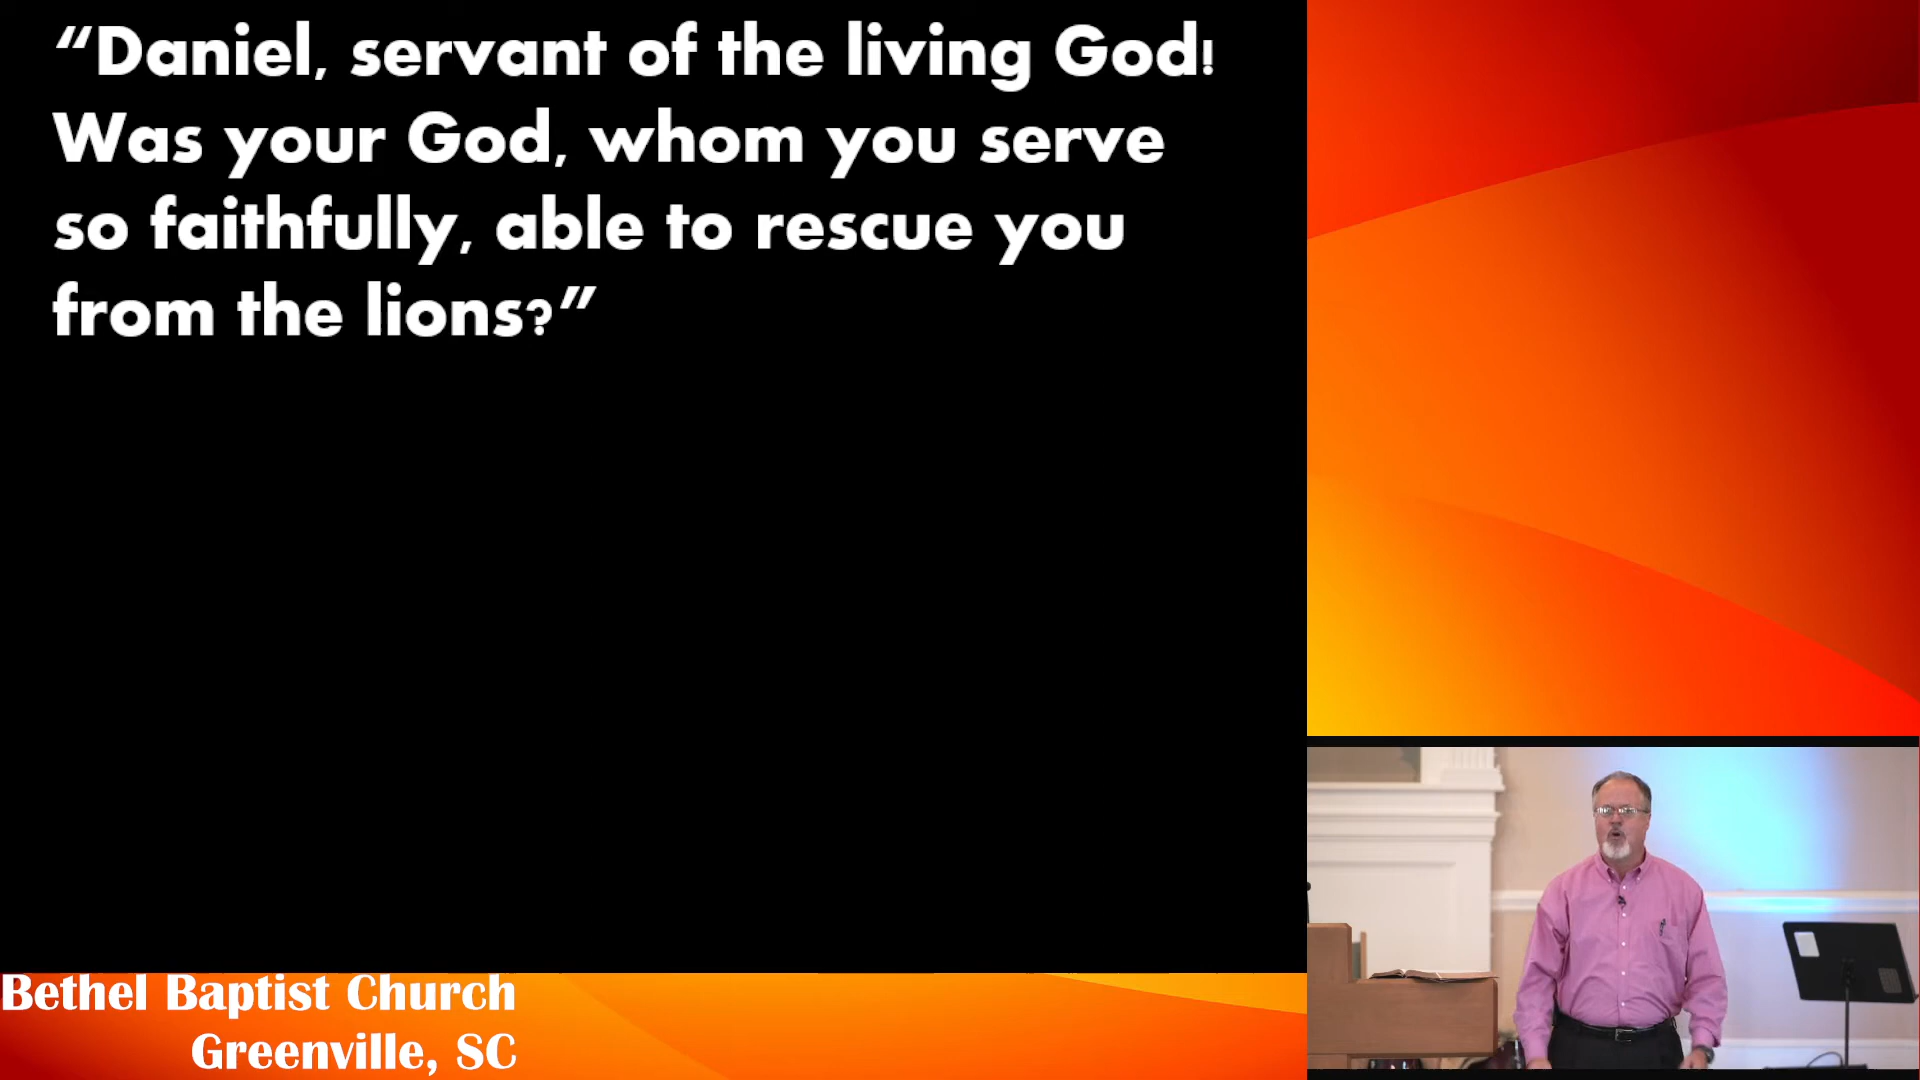 “Daniel, servant of the living God!
Was your God, whom you serve
so faithfully, able to rescue you
from the lions?”
Bethel Baptist Church
Greenville, SC